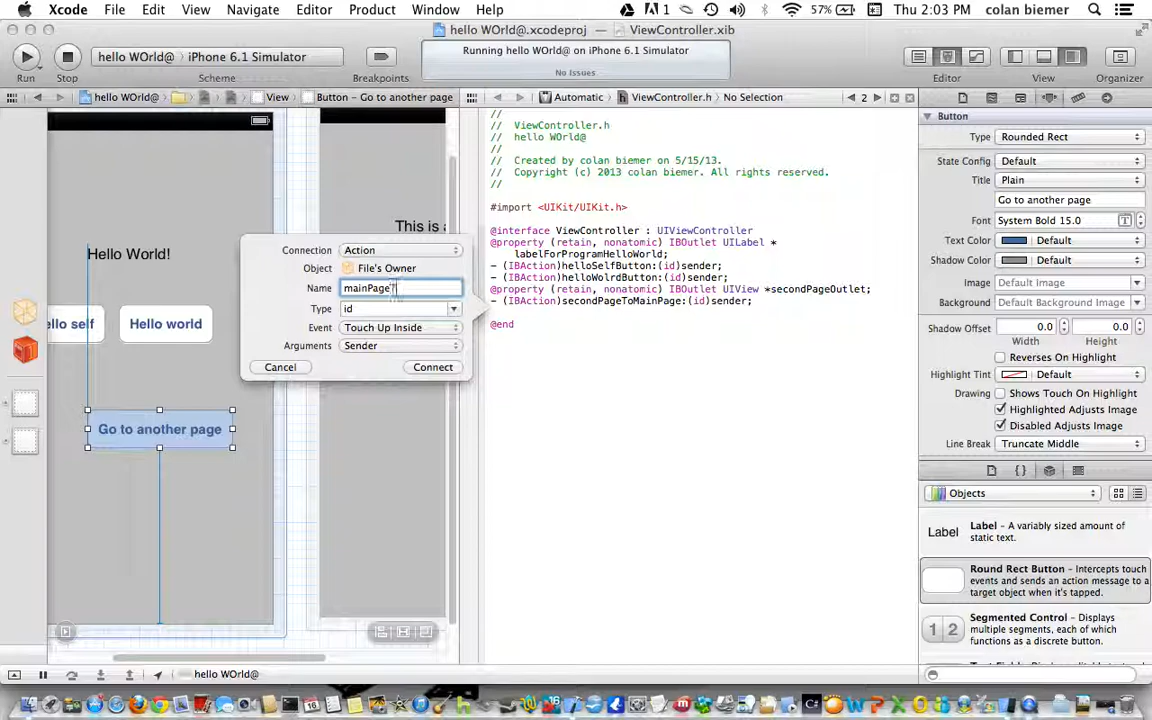 Xcode File Edit View Navigate Editor Product Window Help 57% Thu 2:03 PM colan biemer
hello WOrld@.xcodeproj — ViewController.xib
hello WOrld@ iPhone 6.1 Simulator
Running hello WOrld@ on iPhone 6.1 Simulator
No Issues
Run Stop Scheme Breakpoints Editor View Organizer
hello WOrld@ View Button - Go to another page Automatic ViewController.h No Selection 2
//
// ViewController.h
// hello WOrld@
//
// Created by colan biemer on 5/15/13.
// Copyright (c) 2013 colan biemer. All rights reserved.
//
#import <UIKit/UIKit.h>
@interface ViewController : UIViewController
@property (retain, nonatomic) IBOutlet UILabel *
labelForProgramHelloWorld;
- (IBAction)helloSelfButton:(id)sender;
- (IBAction)helloWolrdButton:(id)sender;
@property (retain, nonatomic) IBOutlet UIView *secondPageOutlet;
- (IBAction)secondPageToMainPage:(id)sender;
@end
Hello World!
ello self
Hello world
Go to another page
This is a
Connection Action
Object File's Owner
Name mainPageT
Type id
Event Touch Up Inside
Arguments Sender
Cancel Connect
Button
Type Rounded Rect
State Config Default
Title Plain
Go to another page
Font System Bold 15.0
Text Color Default
Shadow Color Default
Image Default Image
Background Default Background Image
Shadow Offset 0.0 0.0
Width Height
Reverses On Highlight
Highlight Tint Default
Drawing Shows Touch On Highlight
Highlighted Adjusts Image
Disabled Adjusts Image
Line Break Truncate Middle
Objects
Label
Label - A variably sized amount of
static text.
Round Rect Button - Intercepts touch
events and sends an action message to a
target object when it's tapped.
1 2
Segmented Control - Displays
multiple segments, each of which
functions as a discrete button.
hello WOrld@